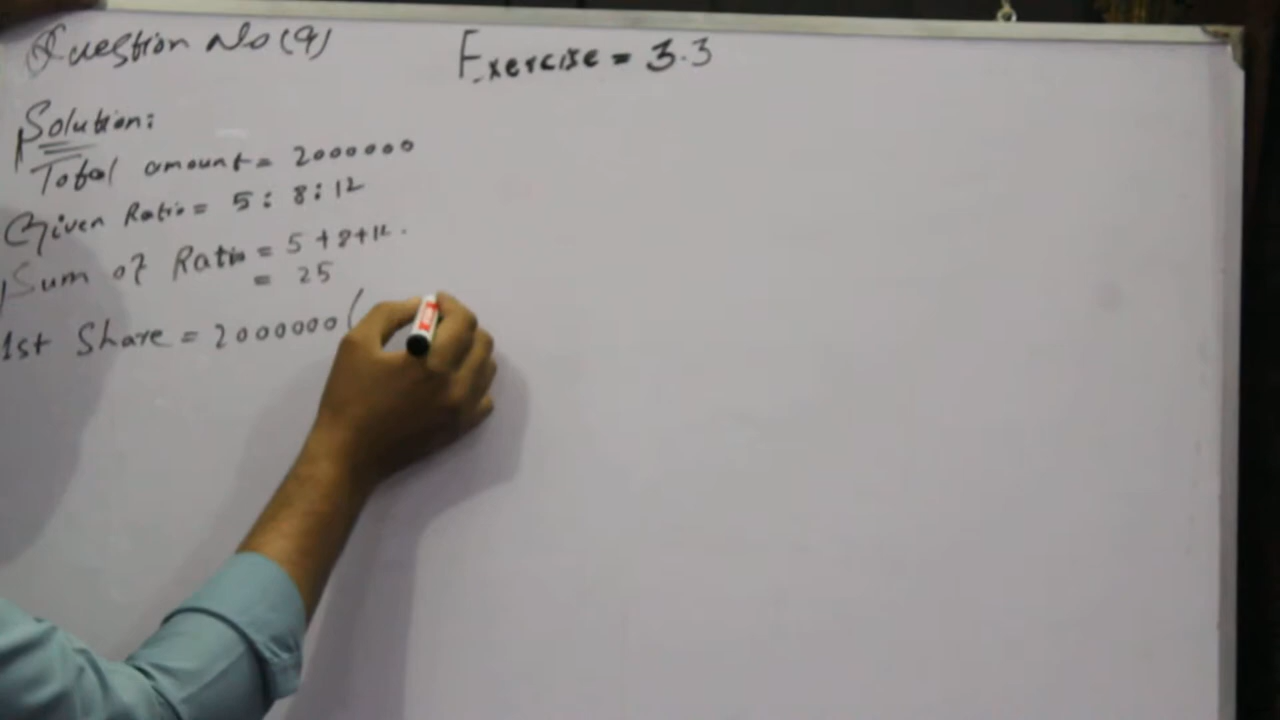 Question No (9)
Exercise = 3.3
Solution:
Total amount = 2000000
Given Ratio = 5 : 8 : 12
Sum of Ratio = 5 + 8 + 12.
= 25
1st Share = 2000000 (